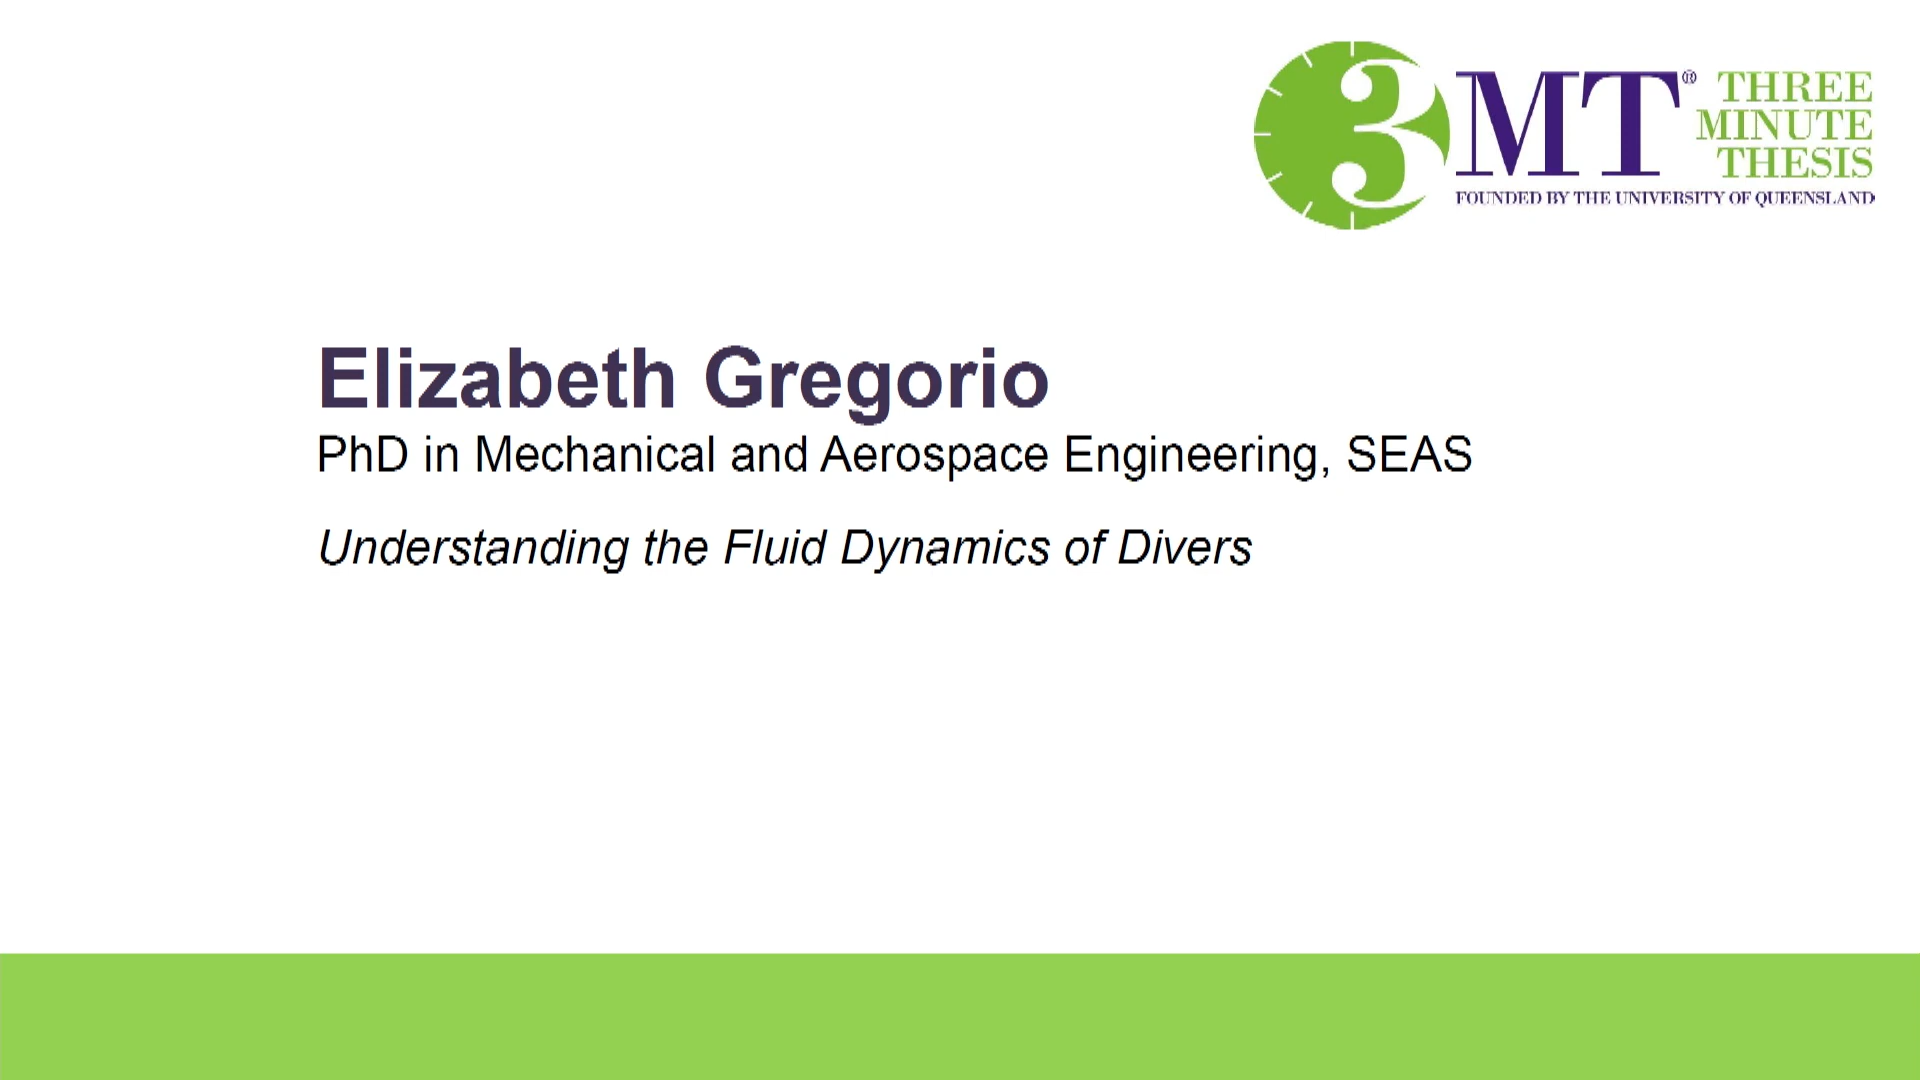 3MT® THREE
MINUTE
THESIS
FOUNDED BY THE UNIVERSITY OF QUEENSLAND
Elizabeth Gregorio
PhD in Mechanical and Aerospace Engineering, SEAS
Understanding the Fluid Dynamics of Divers